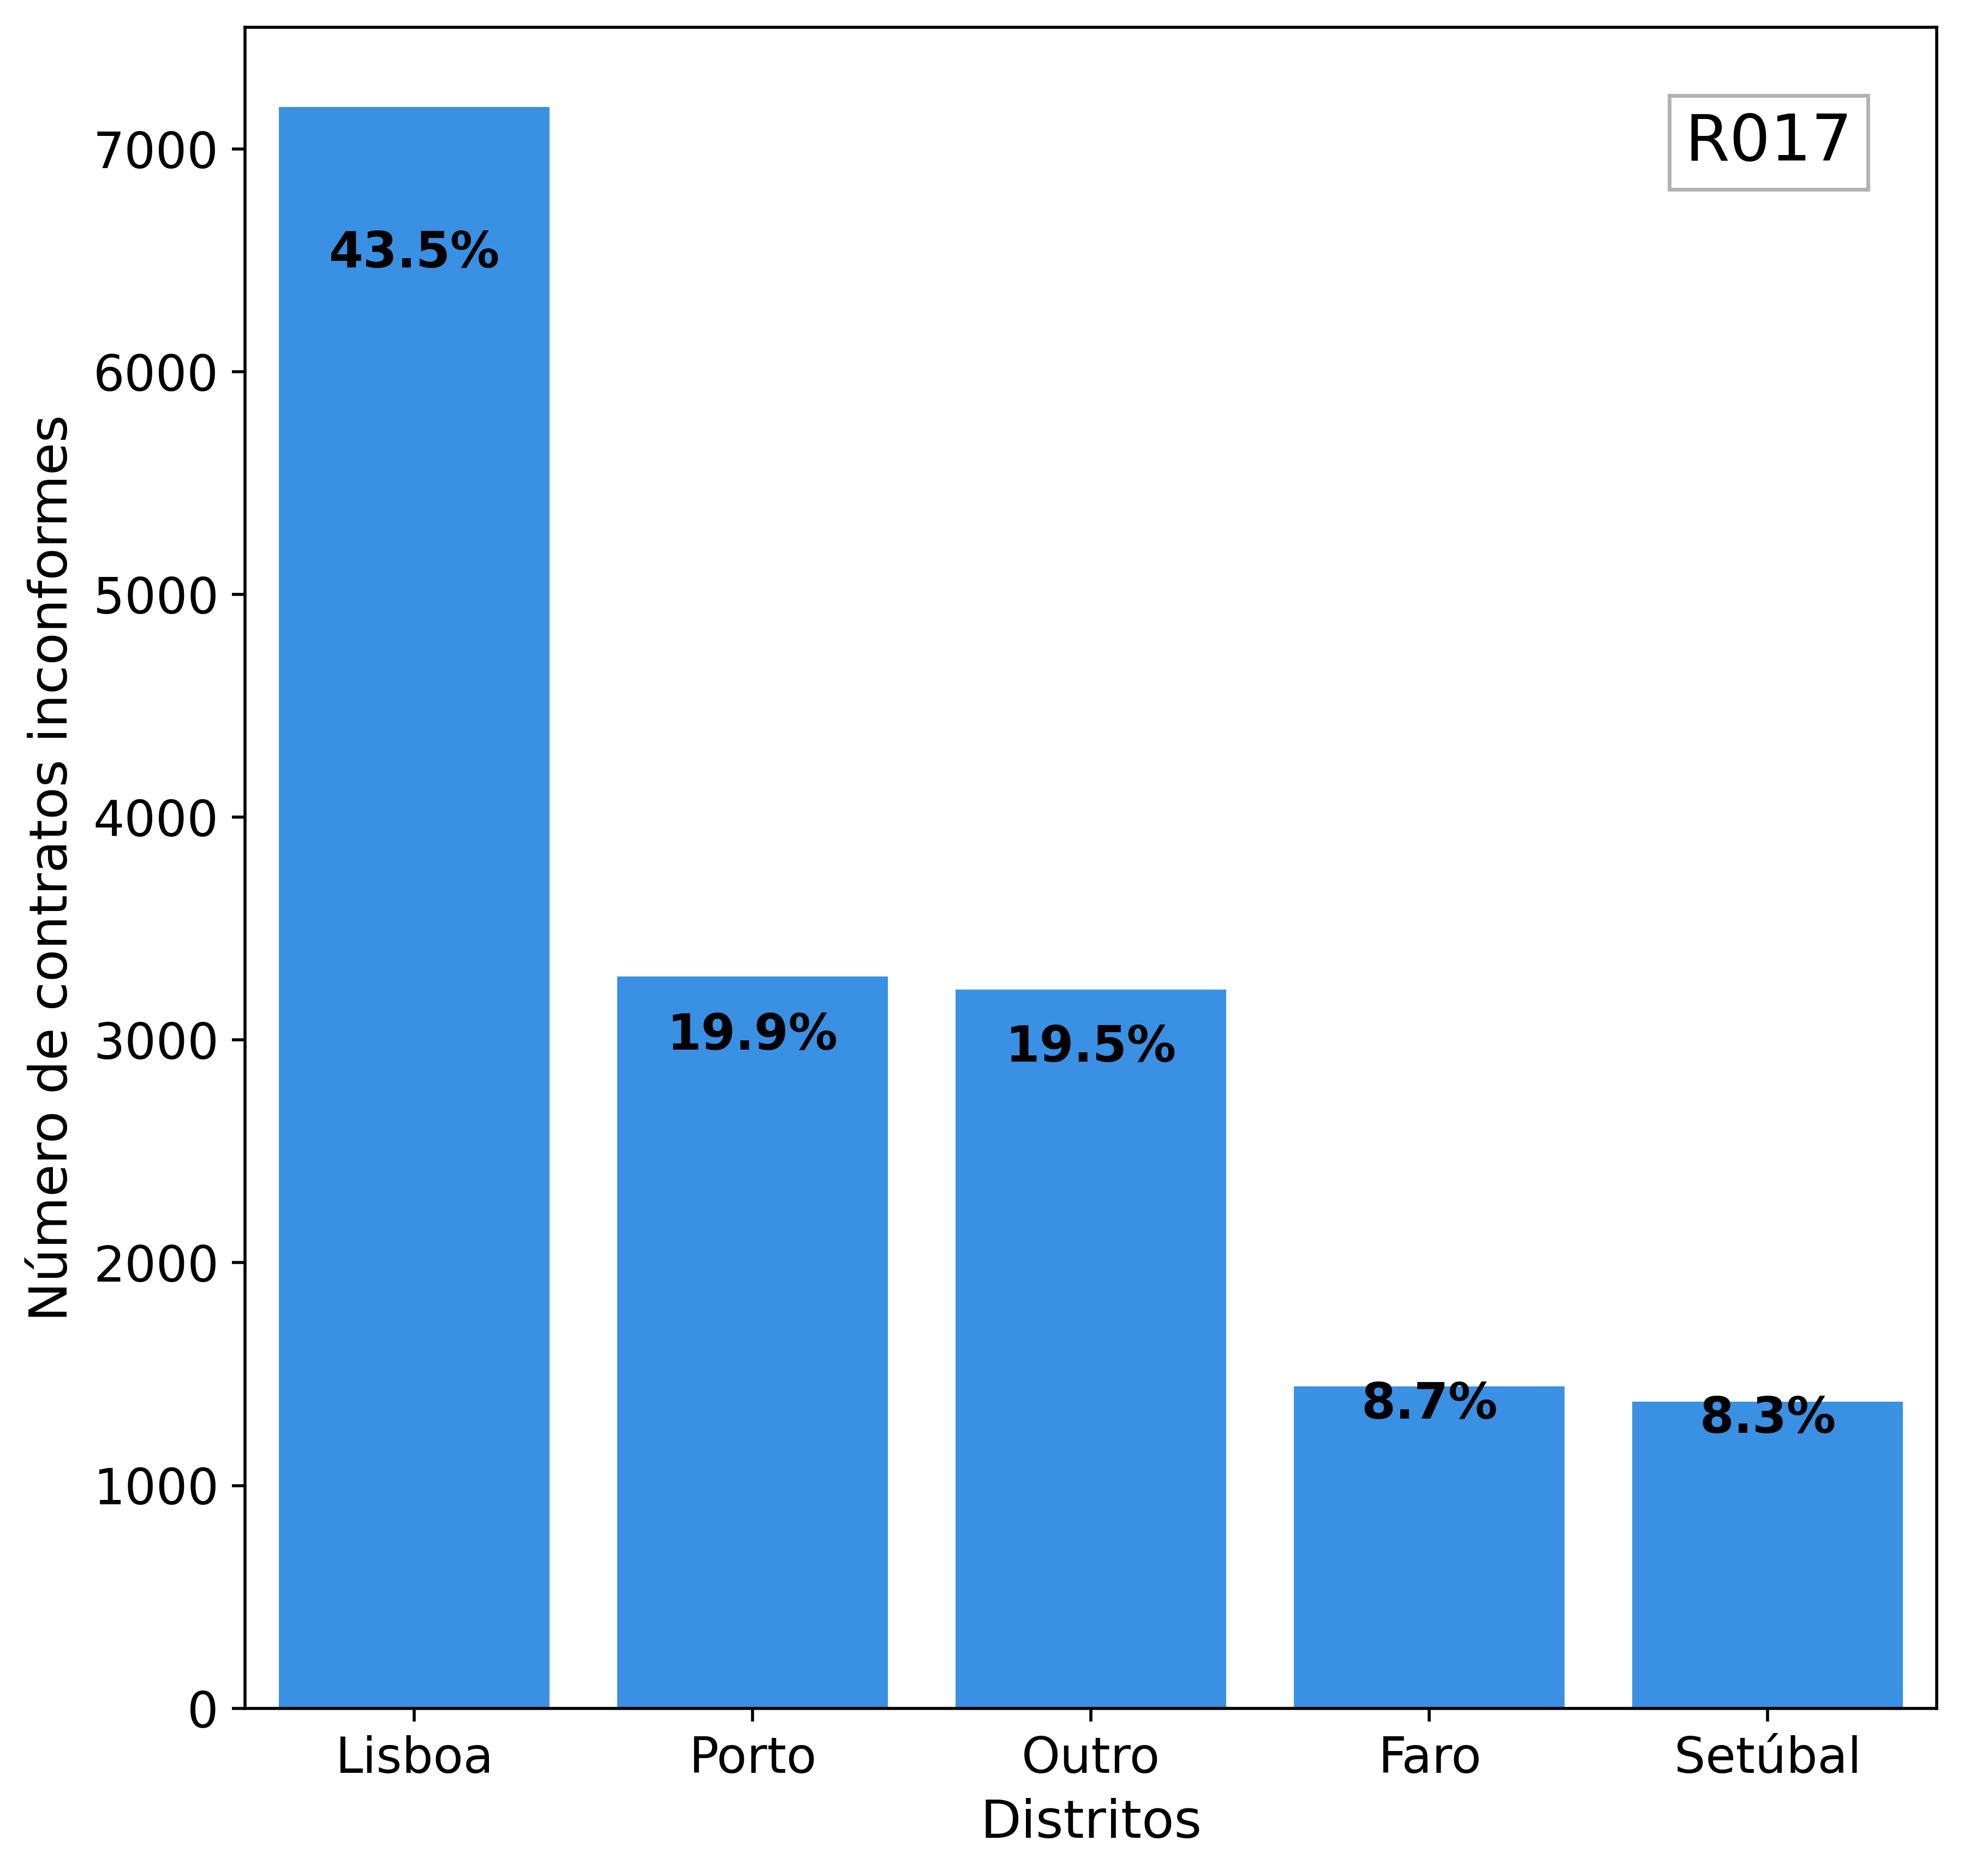 R017
Número de contratos inconformes
7000
6000
5000
4000
3000
2000
1000
0
43.5%
19.9%
19.5%
8.7%
8.3%
Lisboa
Porto
Outro
Faro
Setúbal
Distritos